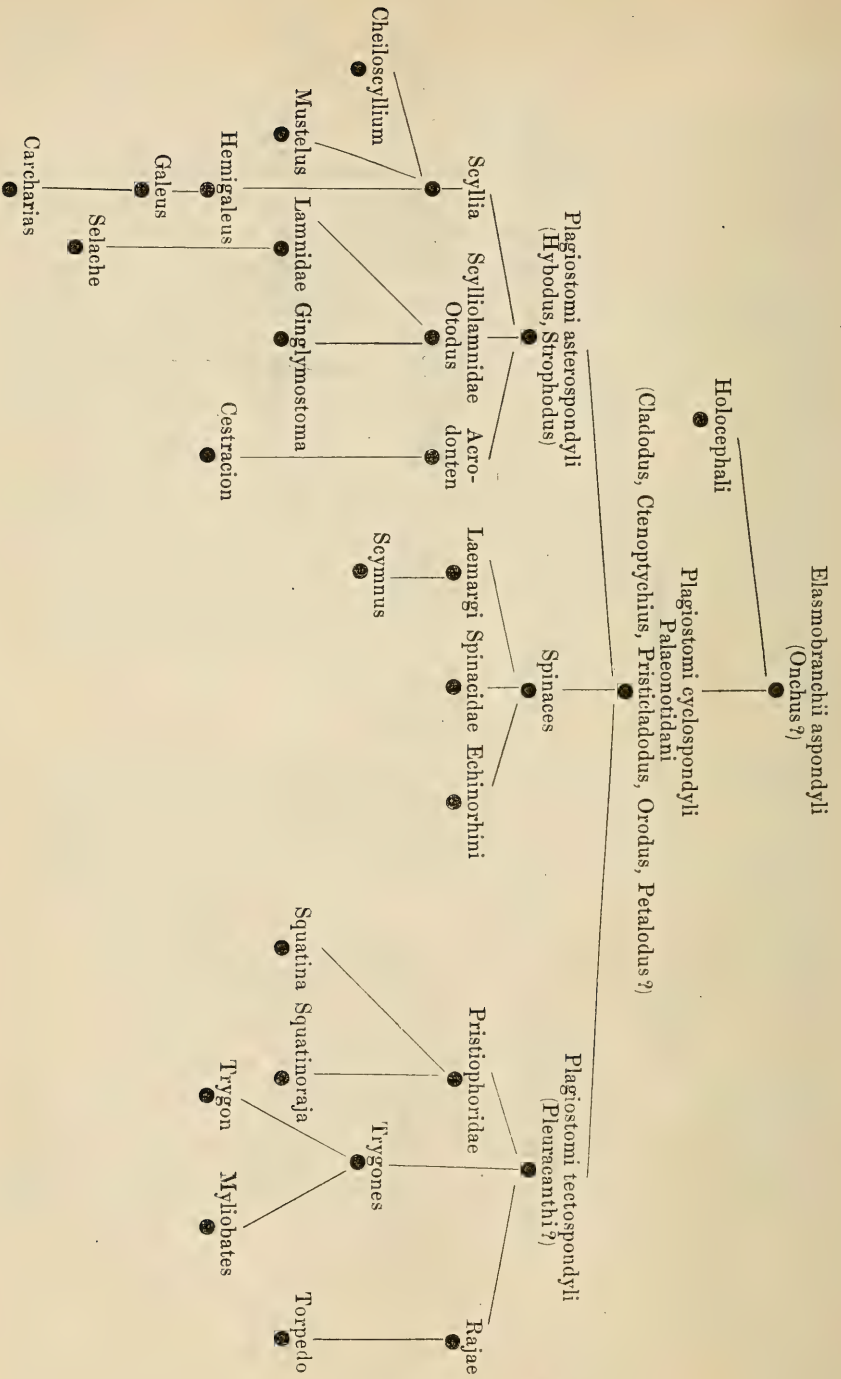 Elasmobranchii aspondyli
(Onchus?)
Holocephali
Plagiostomi cyclospondyli
Palaeonotidani
(Cladodus, Ctenoptychius, Pristicladodus, Orodus, Petalodus?)
Plagiostomi asterospondyli
(Hybodus, Strophodus)
Plagiostomi tectospondyli
(Pleuracanthi?)
Scyllia
Scylliolamnidae
Otodus
Acro-
donten
Spinaces
Pristiophoridae
Rajae
Cheiloscyllium
Mustelus
Laemargi
Spinacidae
Echinorhini
Scymnus
Trygones
Hemigaleus
Lamnidae
Ginglymostoma
Squatina
Squatinoraja
Torpedo
Galeus
Cestracion
Trygon
Myliobates
Selache
Carcharias